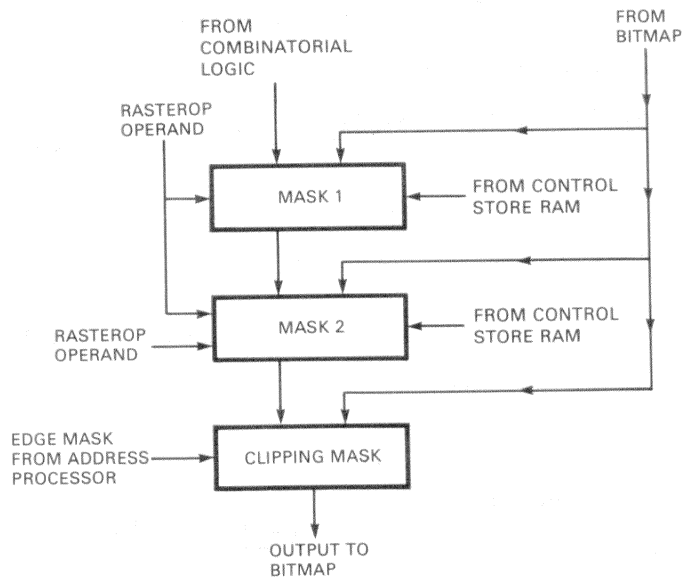 FROM
COMBINATORIAL
LOGIC
FROM
BITMAP
RASTEROP
OPERAND
MASK 1
FROM CONTROL
STORE RAM
MASK 2
FROM CONTROL
STORE RAM
RASTEROP
OPERAND
EDGE MASK
FROM ADDRESS
PROCESSOR
CLIPPING MASK
OUTPUT TO
BITMAP